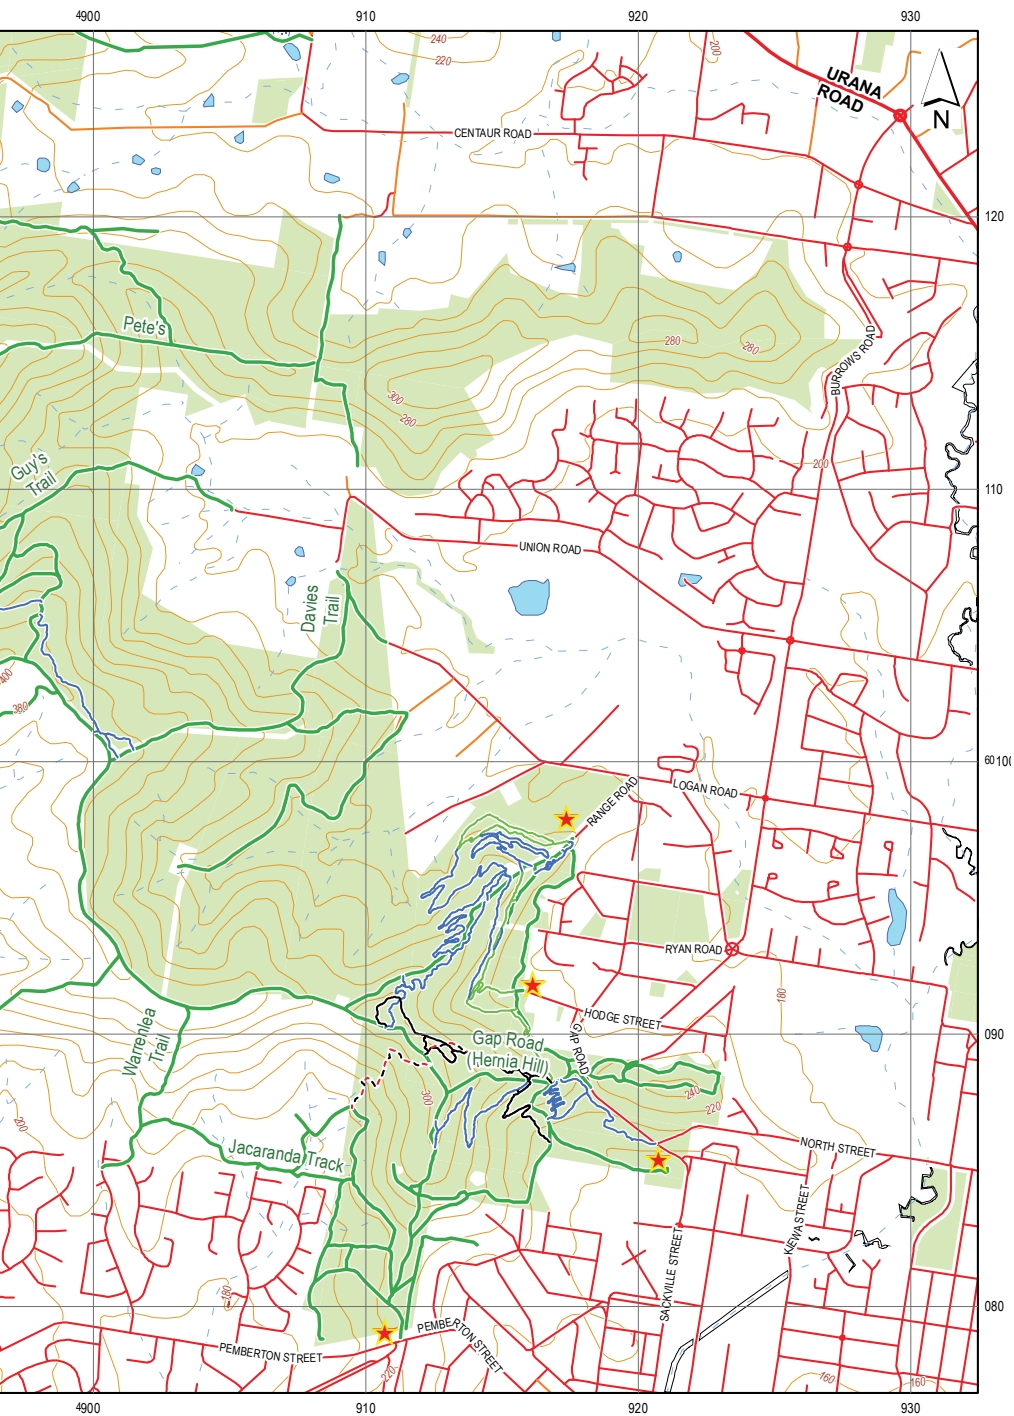 4900
910
920
930
240
220
200
URANA
ROAD
N
CENTAUR ROAD
120
Pete's
280
280
BURROWS ROAD
300
280
Guy's
Trail
200
110
UNION ROAD
Davies
Trail
400
380
60100
LOGAN ROAD
RANGE ROAD
RYAN ROAD
180
HODGE STREET
GAP ROAD
090
Gap Road
(Hernia Hill)
Warrenlea
Trail
300
240
220
200
NORTH STREET
Jacaranda Track
KIEWA STREET
SACKVILLE STREET
180
080
PEMBERTON STREET
PEMBERTON STREET
220
160
160
4900
910
920
930